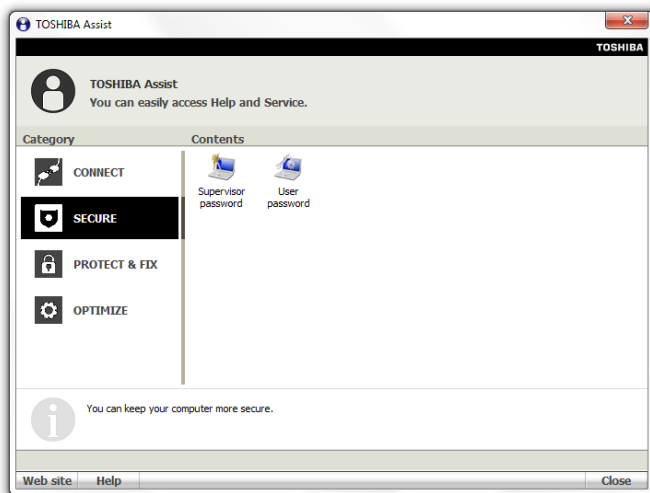 TOSHIBA Assist
TOSHIBA
TOSHIBA Assist
You can easily access Help and Service.
Category
Contents
CONNECT
SECURE
PROTECT & FIX
OPTIMIZE
Supervisor
password
User
password
You can keep your computer more secure.
Web site
Help
Close